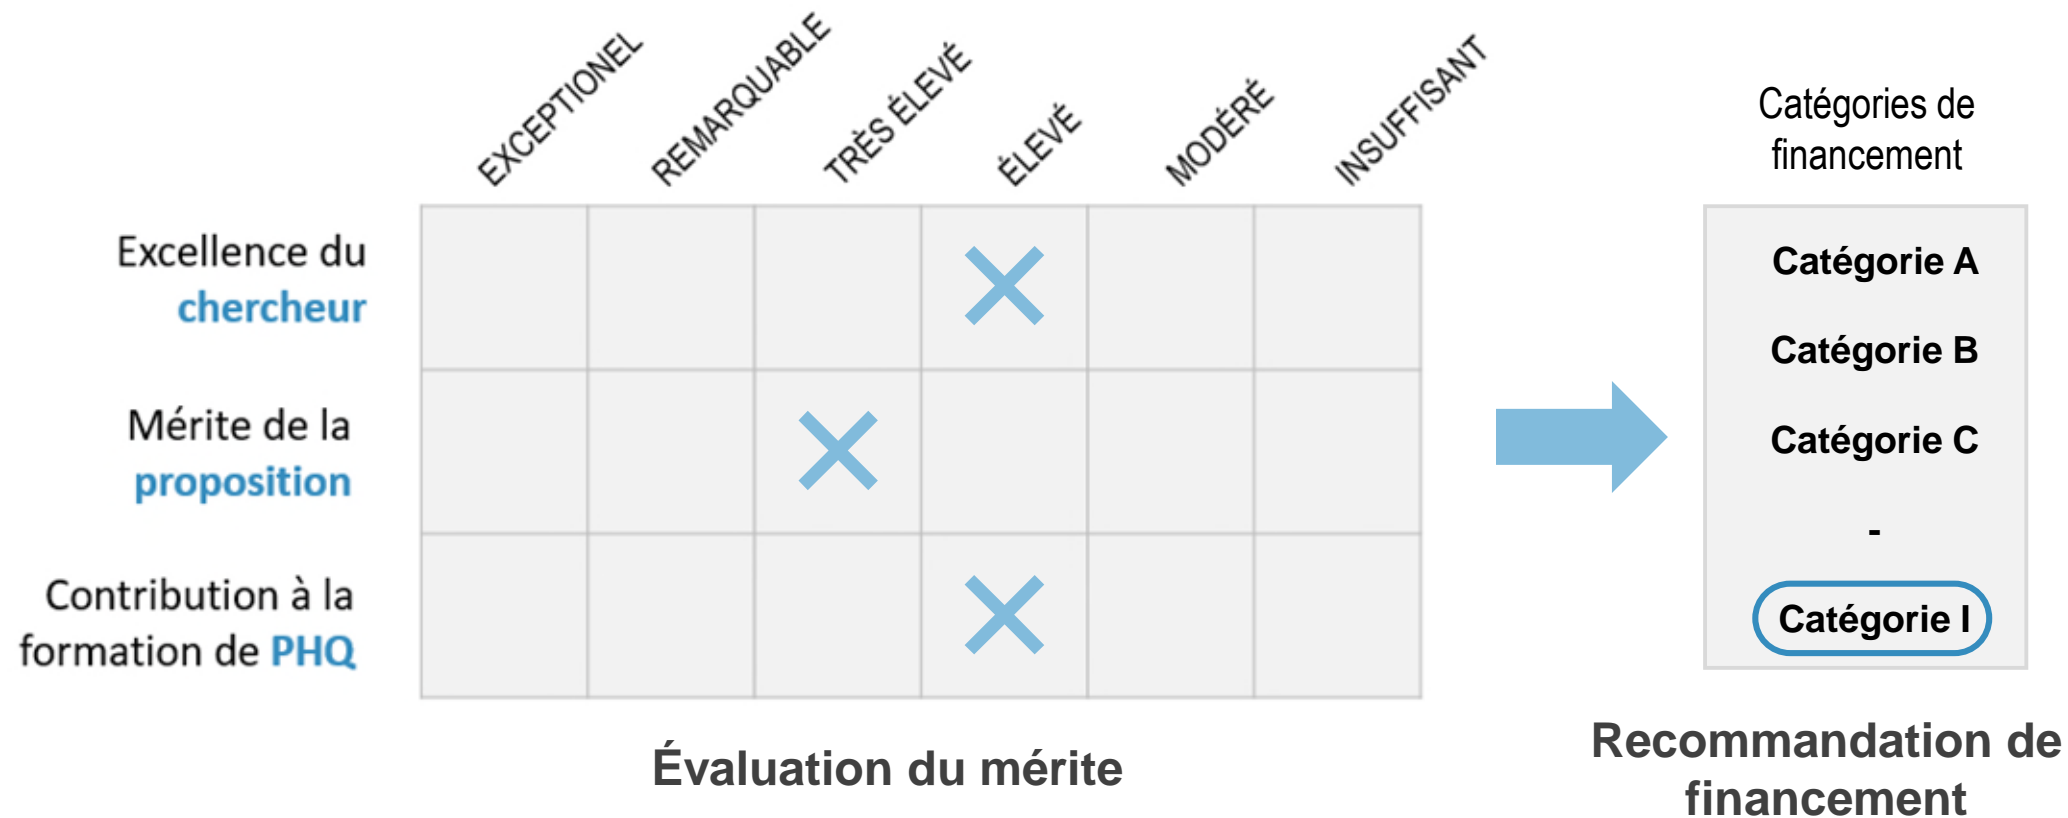 EXCEPTIONEL
REMARQUABLE
TRÈS ÉLEVÉ
ÉLEVÉ
MODÉRÉ
INSUFFISANT
Excellence du
chercheur
Mérite de la
proposition
Contribution à la
formation de PHQ
Évaluation du mérite
Catégories de
financement
Catégorie A
Catégorie B
Catégorie C
-
Catégorie I
Recommandation de
financement